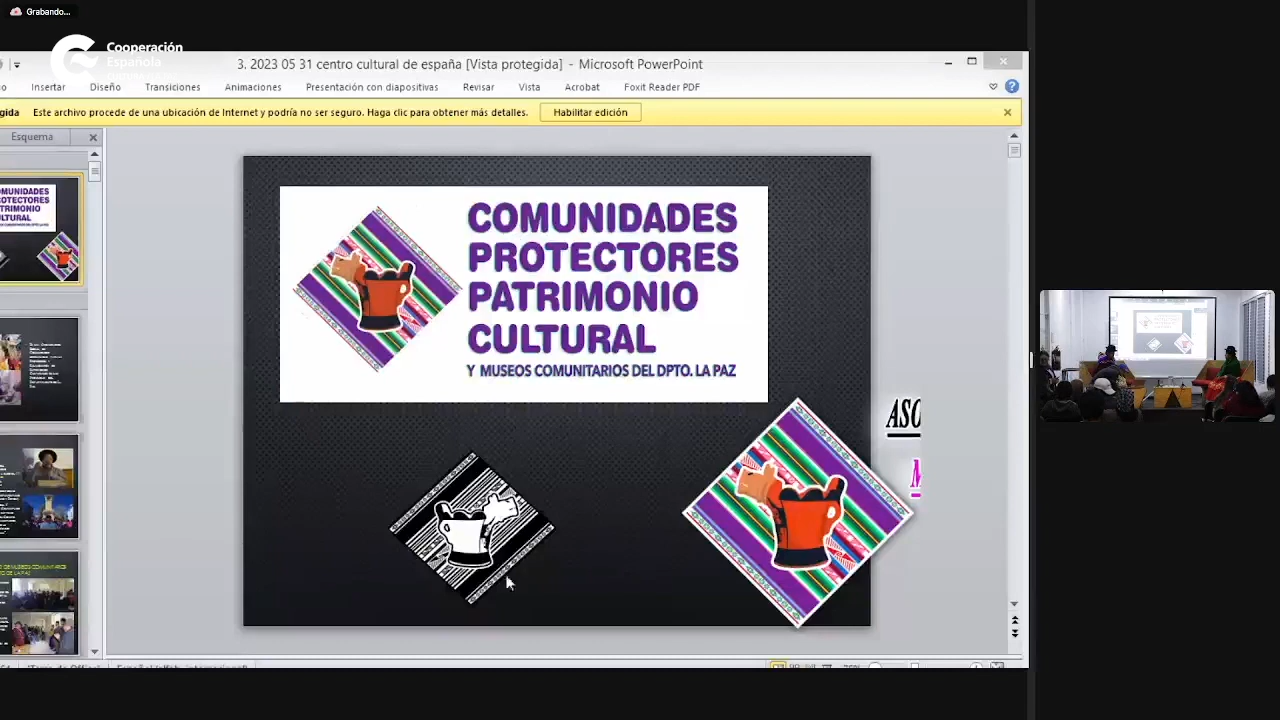 Grabando...
Cooperación
Española
3. 2023 05 31 centro cultural de españa [Vista protegida] - Microsoft PowerPoint
Insertar Diseño Transiciones Animaciones Presentación con diapositivas Revisar Vista Acrobat Foxit Reader PDF
gida Este archivo procede de una ubicación de Internet y podría no ser seguro. Haga clic para obtener más detalles. Habilitar edición
Esquema
COMUNIDADES
PROTECTORES
PATRIMONIO
CULTURAL
Y MUSEOS COMUNITARIOS DEL DPTO. LA PAZ
ASO
M